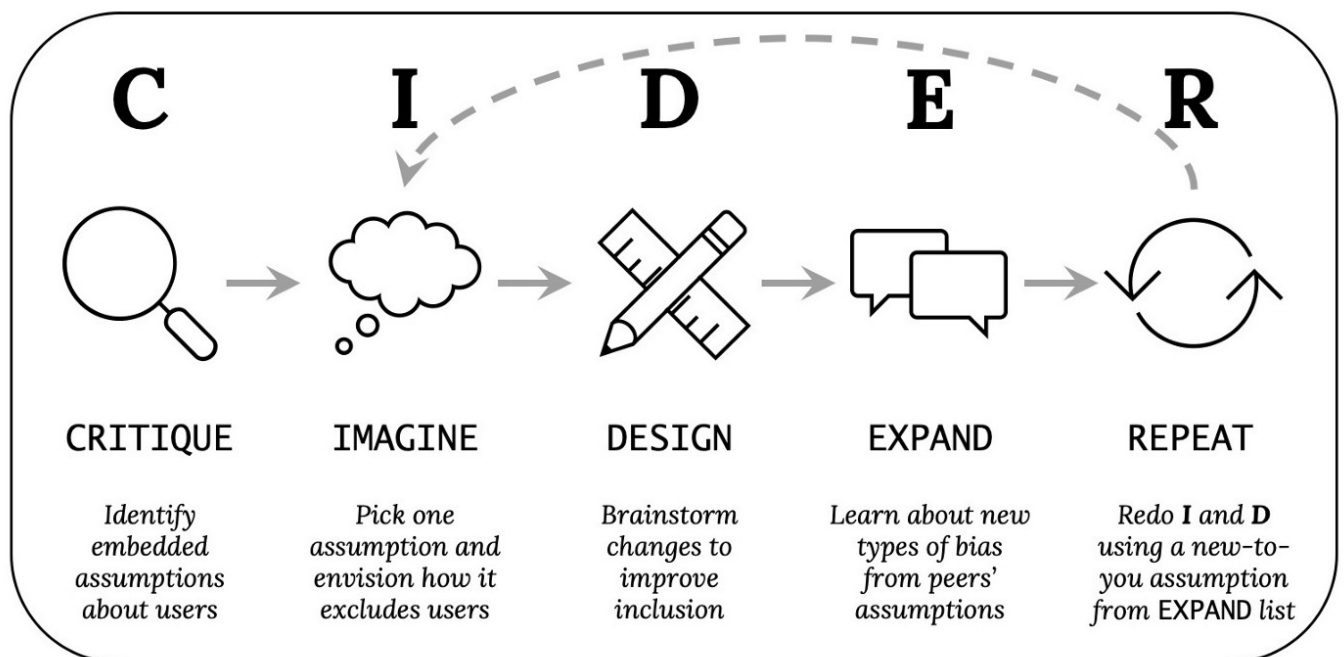 C I D E R
CRITIQUE IMAGINE DESIGN EXPAND REPEAT
Identify
embedded
assumptions
about users
Pick one
assumption and
envision how it
excludes users
Brainstorm
changes to
improve
inclusion
Learn about new
types of bias
from peers’
assumptions
Redo I and D
using a new-to-
you assumption
from EXPAND list